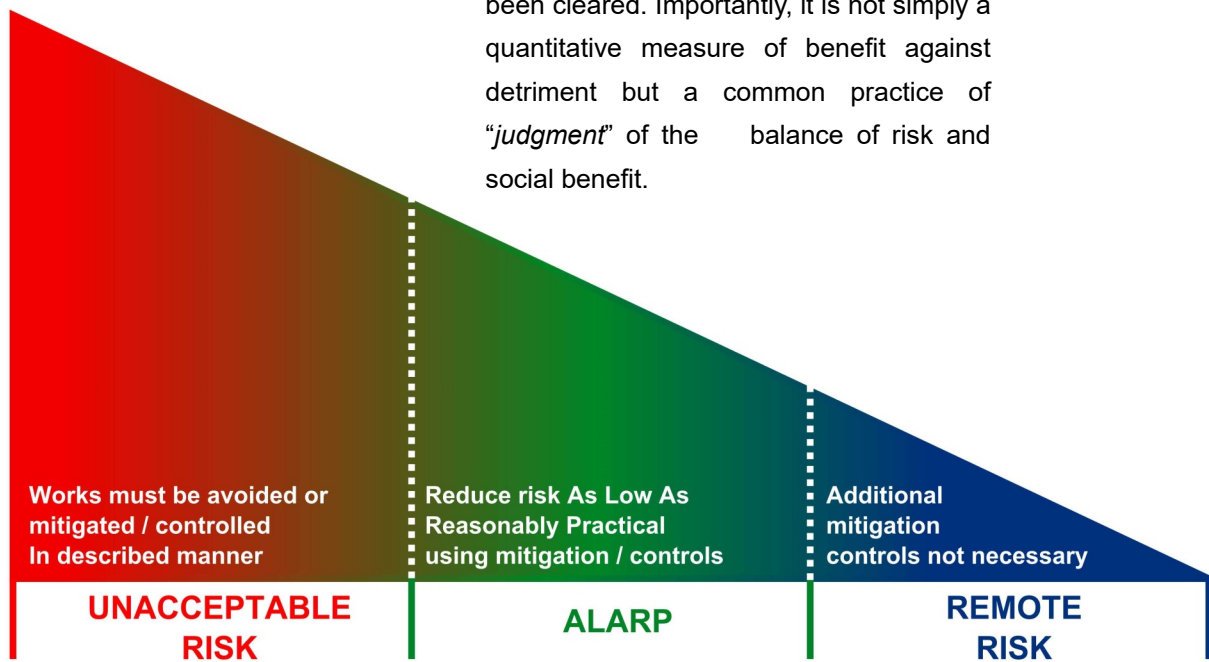 been cleared. Importantly, it is not simply a
quantitative measure of benefit against
detriment but a common practice of
“judgment” of the balance of risk and
social benefit.
Works must be avoided or
mitigated / controlled
In described manner
Reduce risk As Low As
Reasonably Practical
using mitigation / controls
Additional
mitigation
controls not necessary
UNACCEPTABLE
RISK
ALARP
REMOTE
RISK